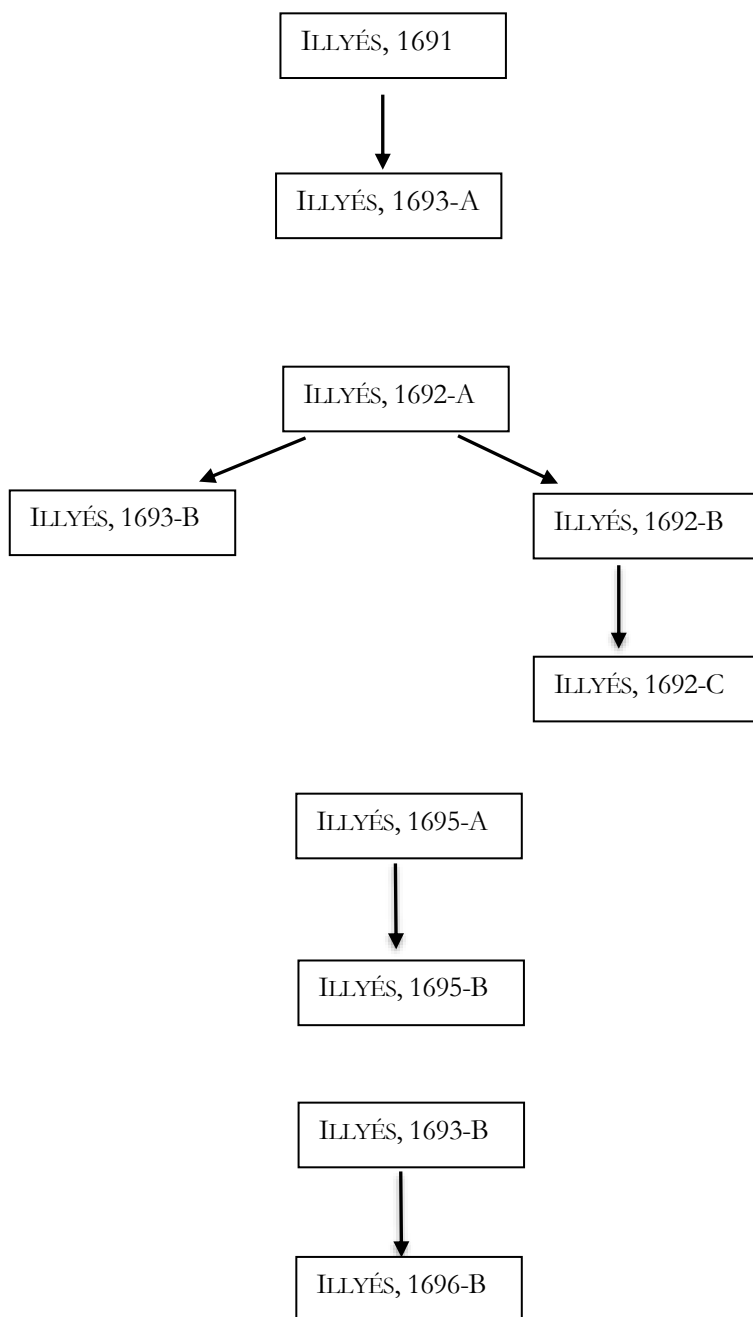 ILLYÉS, 1691
ILLYÉS, 1693-A
ILLYÉS, 1692-A
ILLYÉS, 1693-B
ILLYÉS, 1692-B
ILLYÉS, 1692-C
ILLYÉS, 1695-A
ILLYÉS, 1695-B
ILLYÉS, 1693-B
ILLYÉS, 1696-B